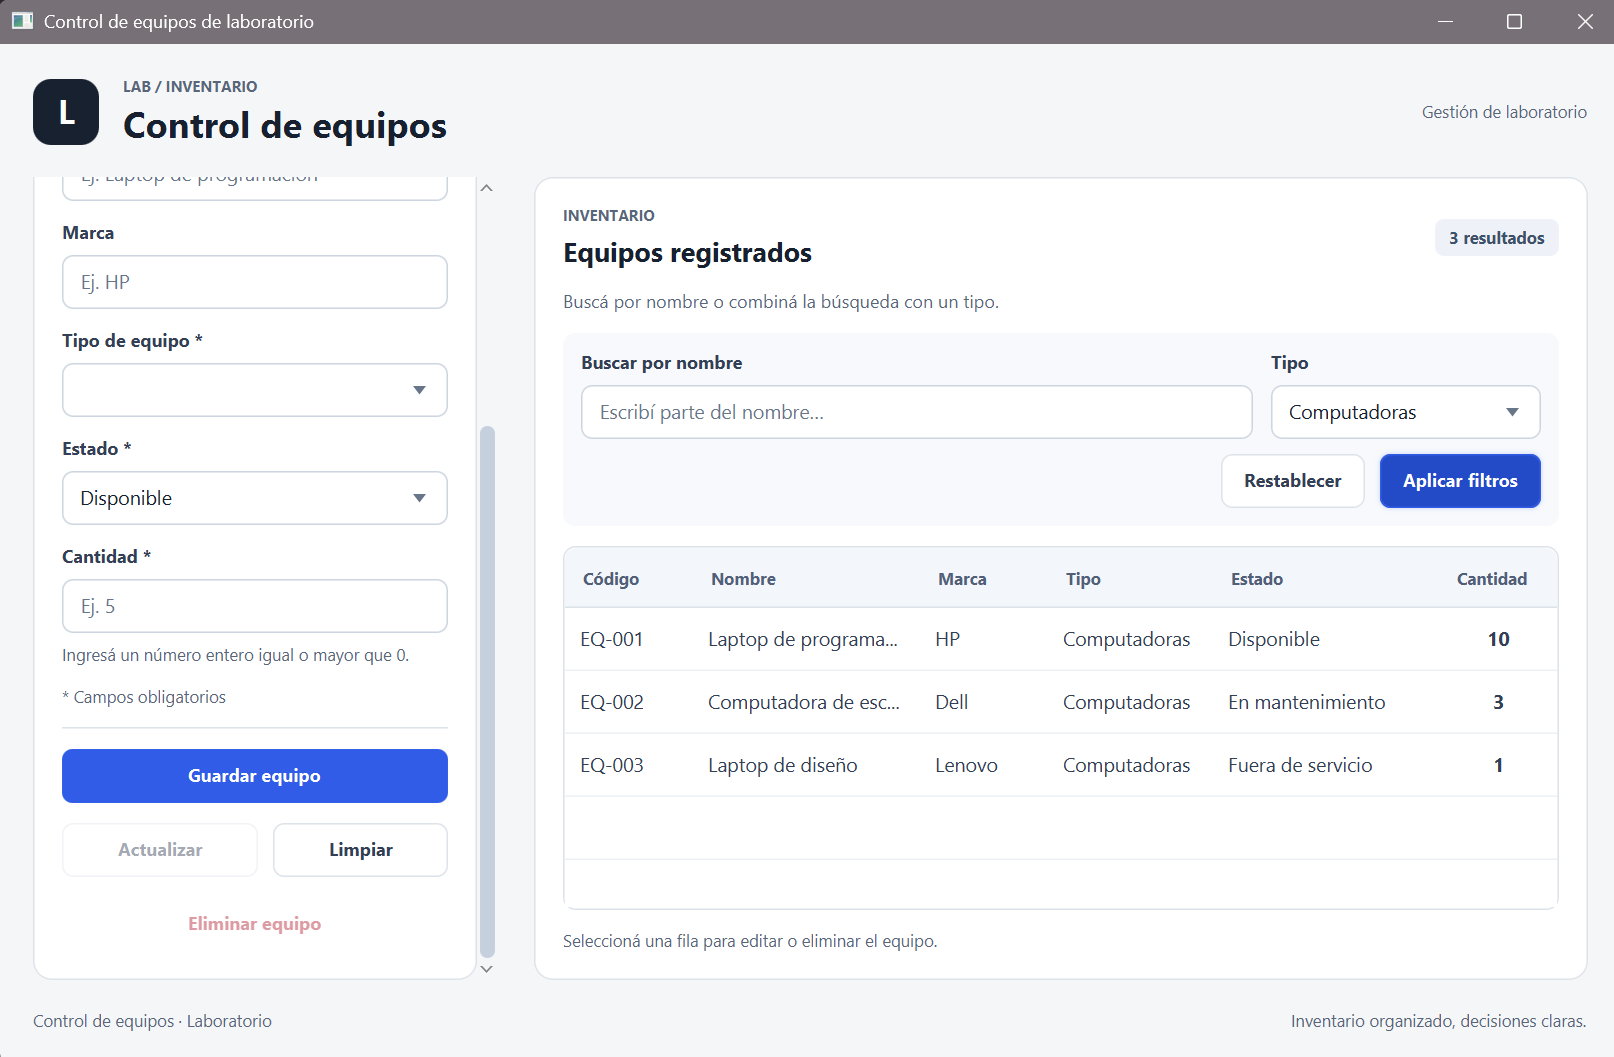 Control de equipos de laboratorio
L
LAB / INVENTARIO
Control de equipos
Gestión de laboratorio
Ej. Laptop de programación
Marca
Ej. HP
Tipo de equipo *
Estado *
Disponible
Cantidad *
Ej. 5
Ingresá un número entero igual o mayor que 0.
* Campos obligatorios
Guardar equipo
Actualizar Limpiar
Eliminar equipo
INVENTARIO
Equipos registrados
3 resultados
Buscá por nombre o combiná la búsqueda con un tipo.
Buscar por nombre Tipo
Escribí parte del nombre... Computadoras
Restablecer Aplicar filtros
Código Nombre Marca Tipo Estado Cantidad
EQ-001 Laptop de programa... HP Computadoras Disponible 10
EQ-002 Computadora de esc... Dell Computadoras En mantenimiento 3
EQ-003 Laptop de diseño Lenovo Computadoras Fuera de servicio 1
Seleccioná una fila para editar o eliminar el equipo.
Control de equipos · Laboratorio
Inventario organizado, decisiones claras.